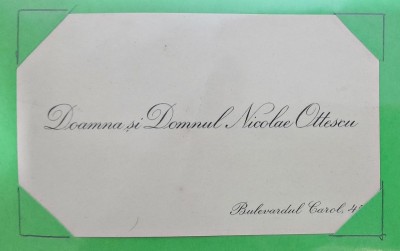 Doamna și Domnul Nicolae Ottescu
Bulevardul Carol,